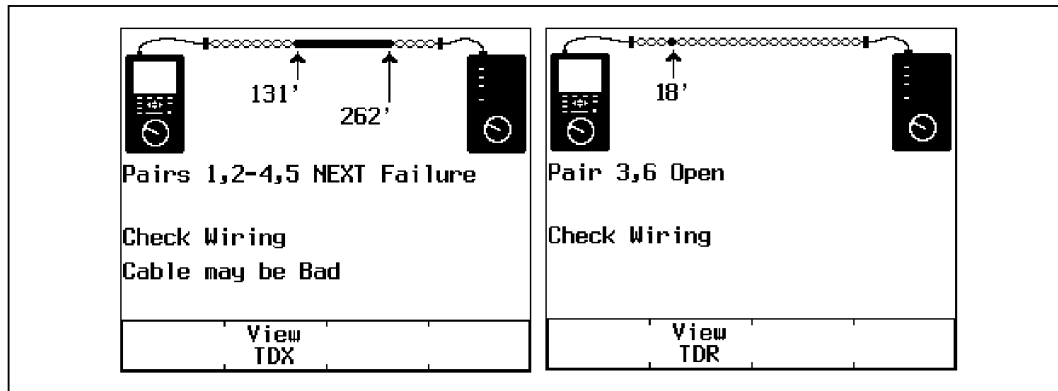 131'
262'
Pairs 1,2-4,5 NEXT Failure
Check Wiring
Cable may be Bad
View
TDX
18'
Pair 3,6 Open
Check Wiring
View
TDR